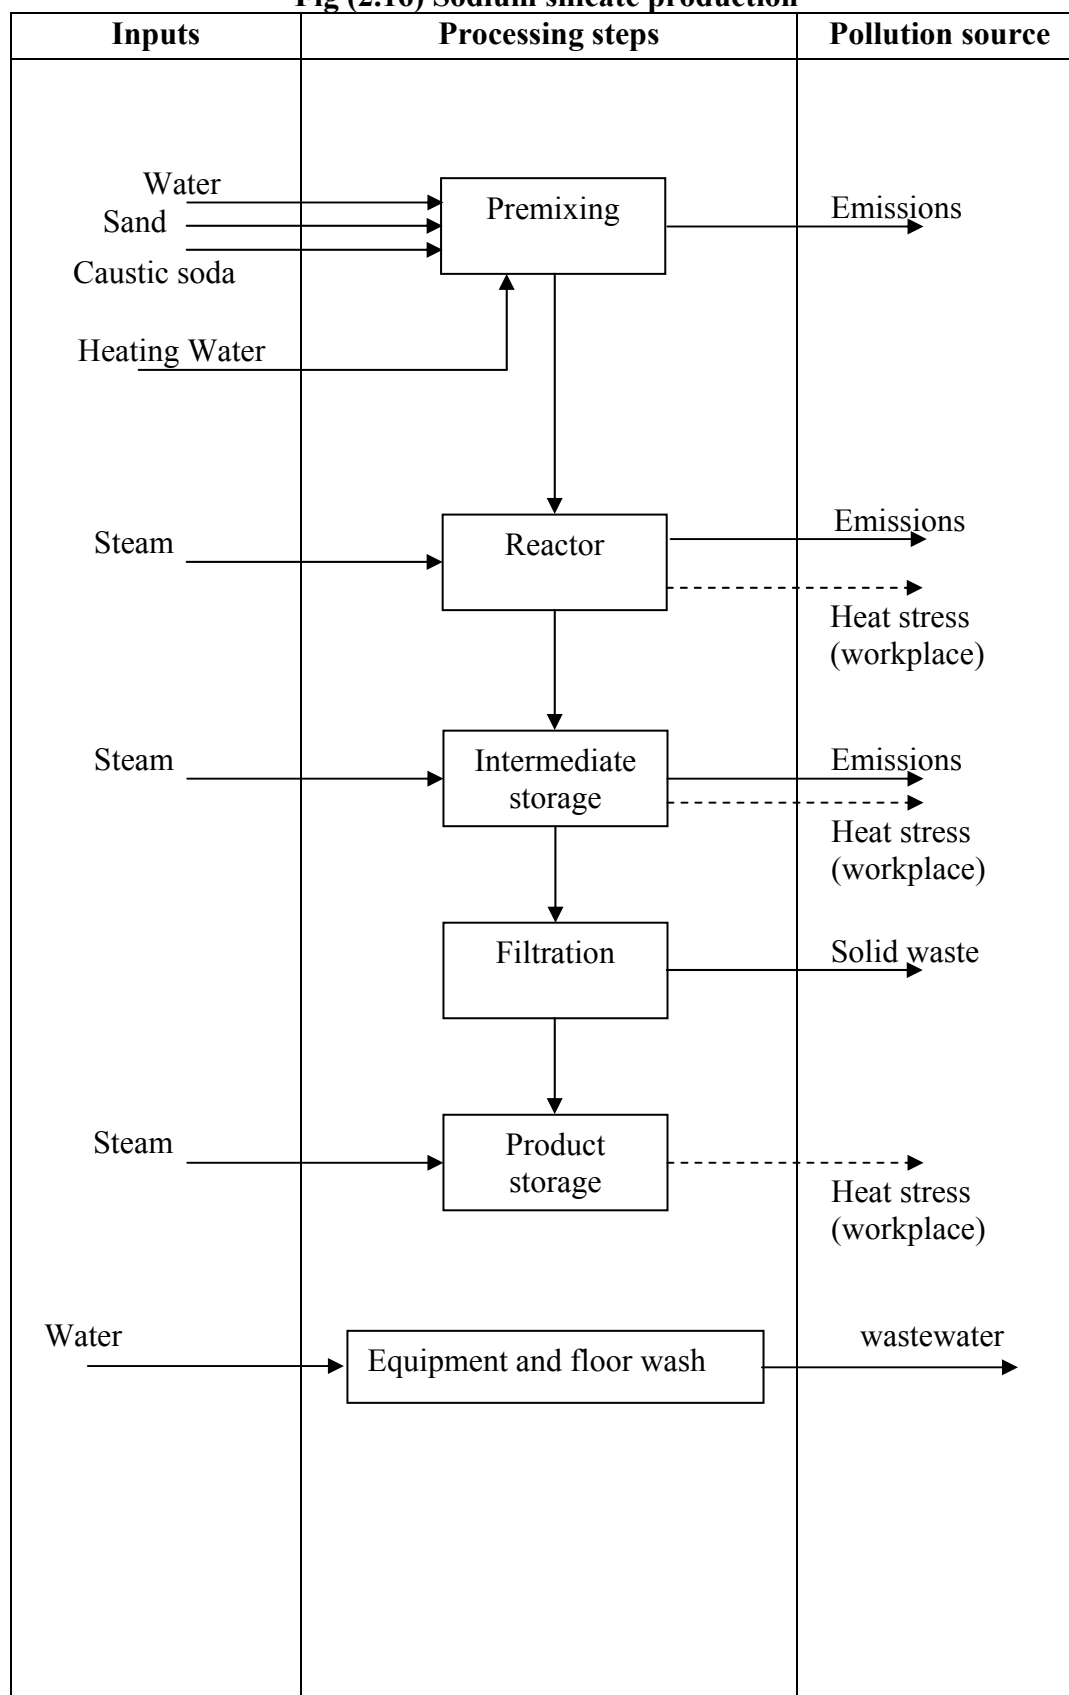 Fig (2.16) Sodium silicate production
Inputs
Processing steps
Pollution source
Water
Sand
Caustic soda
Heating Water
Premixing
Emissions
Steam
Reactor
Emissions
Heat stress
(workplace)
Steam
Intermediate
storage
Emissions
Heat stress
(workplace)
Filtration
Solid waste
Steam
Product
storage
Heat stress
(workplace)
Water
Equipment and floor wash
wastewater